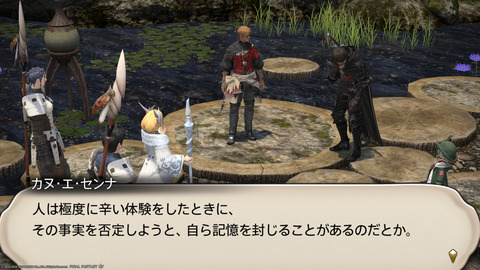 カヌ・エ・センナ
人は極度に辛い体験をしたときに、
その事実を否定しようと、自ら記憶を封じることがあるのだとか。